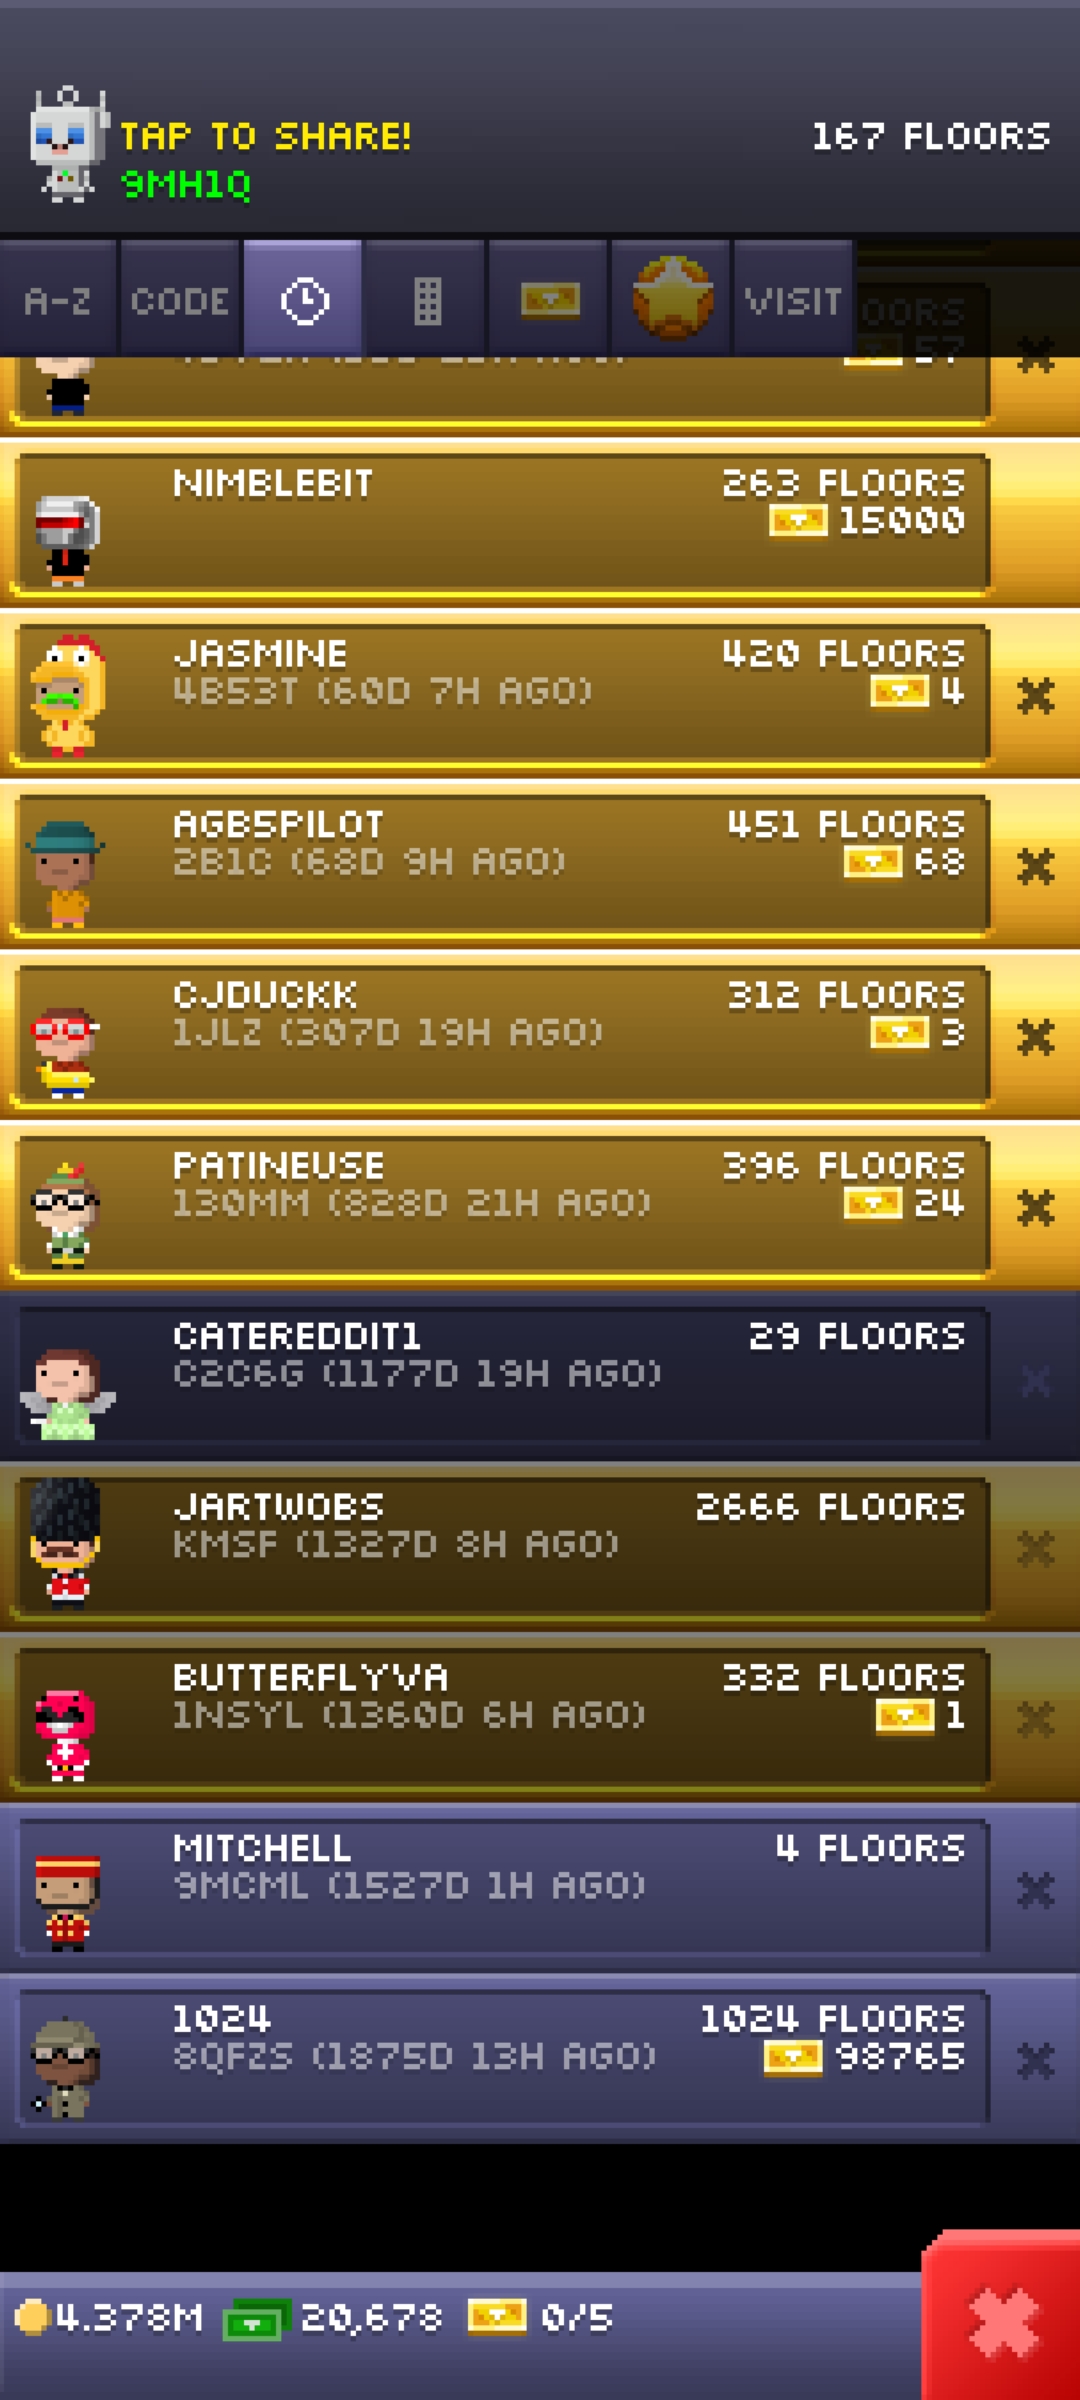 TAP TO SHARE!
167 FLOORS
9MH1Q
A-Z CODE VISIT
OORS
57
NIMBLEBIT
263 FLOORS
15000
JASMINE
420 FLOORS
4B53T (60D 7H AGO)
4
AGB5PILOT
451 FLOORS
2B1C (68D 9H AGO)
68
CJDUCKK
312 FLOORS
1JLZ (307D 19H AGO)
3
PATINEUSE
396 FLOORS
130MM (828D 21H AGO)
24
CATEREDDIT1
29 FLOORS
C2C6G (1177D 19H AGO)
JARTWOBS
2666 FLOORS
KMSF (1327D 8H AGO)
BUTTERFLYVA
332 FLOORS
1NSYL (1360D 6H AGO)
1
MITCHELL
4 FLOORS
9MCML (1527D 1H AGO)
1024
1024 FLOORS
8QFZS (1875D 13H AGO)
98765
4.378M 20,678 0/5